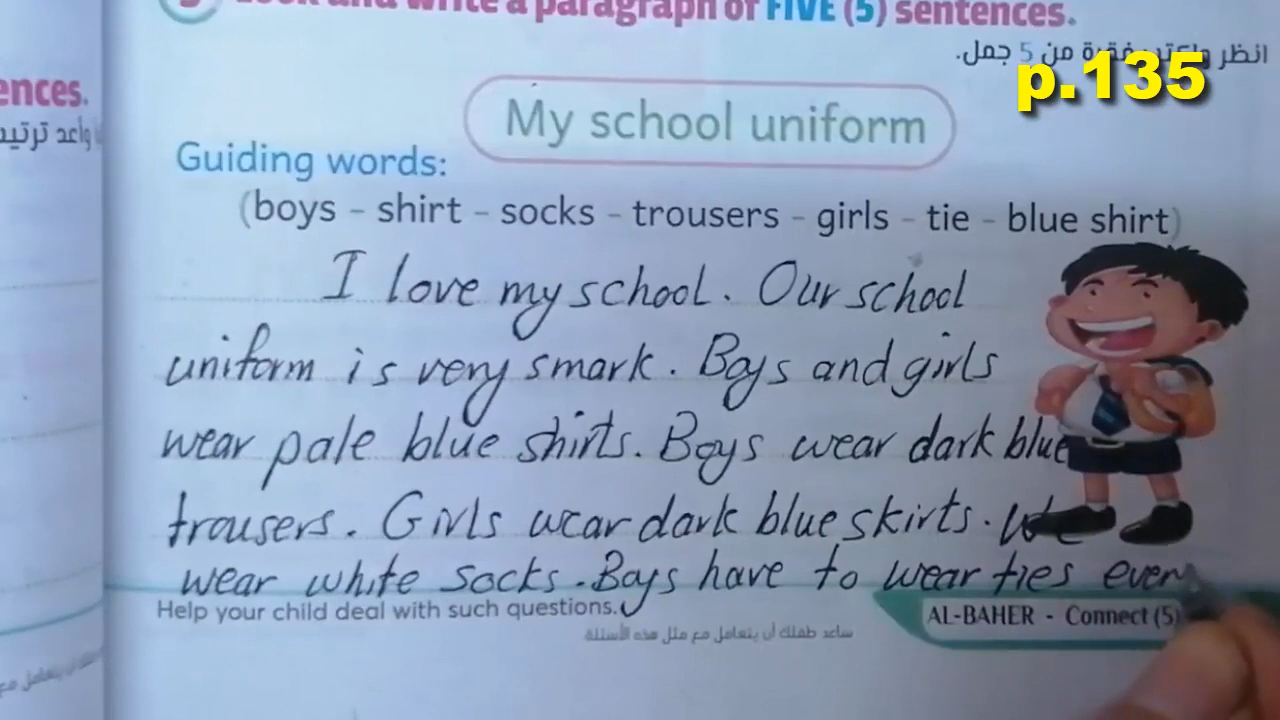 Look and write a paragraph of FIVE (5) sentences.
انظر واكتب فقرة من 5 جمل.
p.135
ences.
وأعد ترتيب
My school uniform
Guiding words:
(boys - shirt - socks - trousers - girls - tie - blue shirt)
I love my school. Our school
uniform is very smark. Boys and girls
wear pale blue shirts. Boys wear dark blue
trousers. Girls wear dark blue skirts. We
wear white socks. Boys have to wear ties every
Help your child deal with such questions.
ساعد طفلك أن يتعامل مع مثل هذه الأسئلة
AL-BAHER - Connect (5)